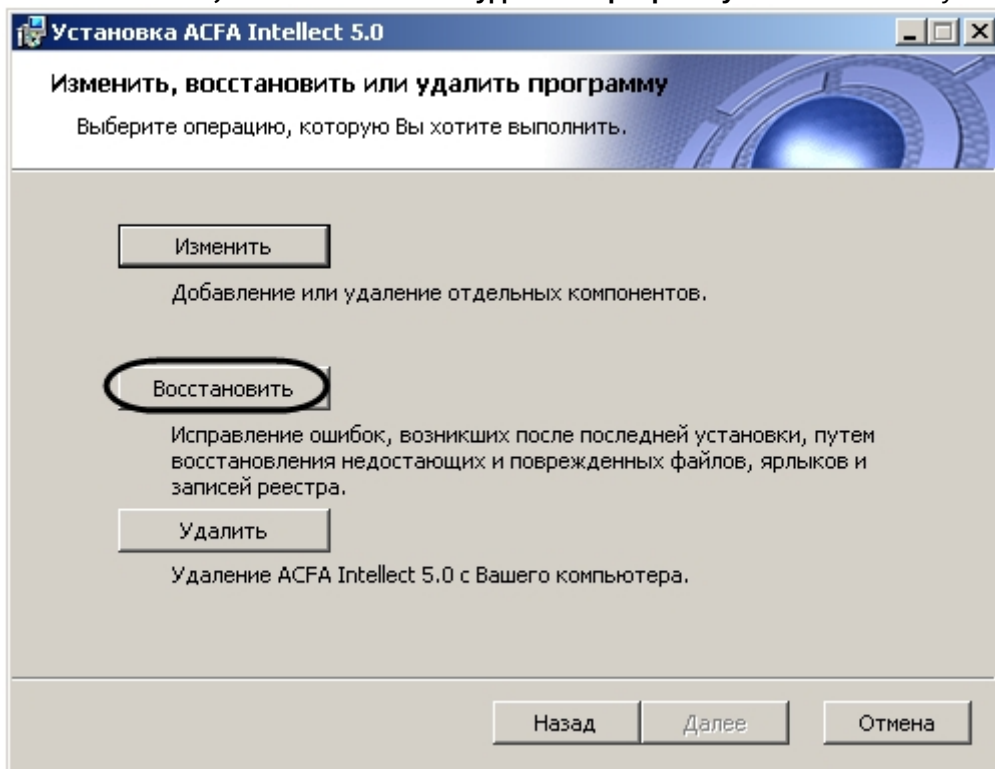 Установка ACFA Intellect 5.0
Изменить, восстановить или удалить программу
Выберите операцию, которую Вы хотите выполнить.
Изменить
Добавление или удаление отдельных компонентов.
Восстановить
Исправление ошибок, возникших после последней установки, путем
восстановления недостающих и поврежденных файлов, ярлыков и
записей реестра.
Удалить
Удаление ACFA Intellect 5.0 с Вашего компьютера.
Назад Далее Отмена